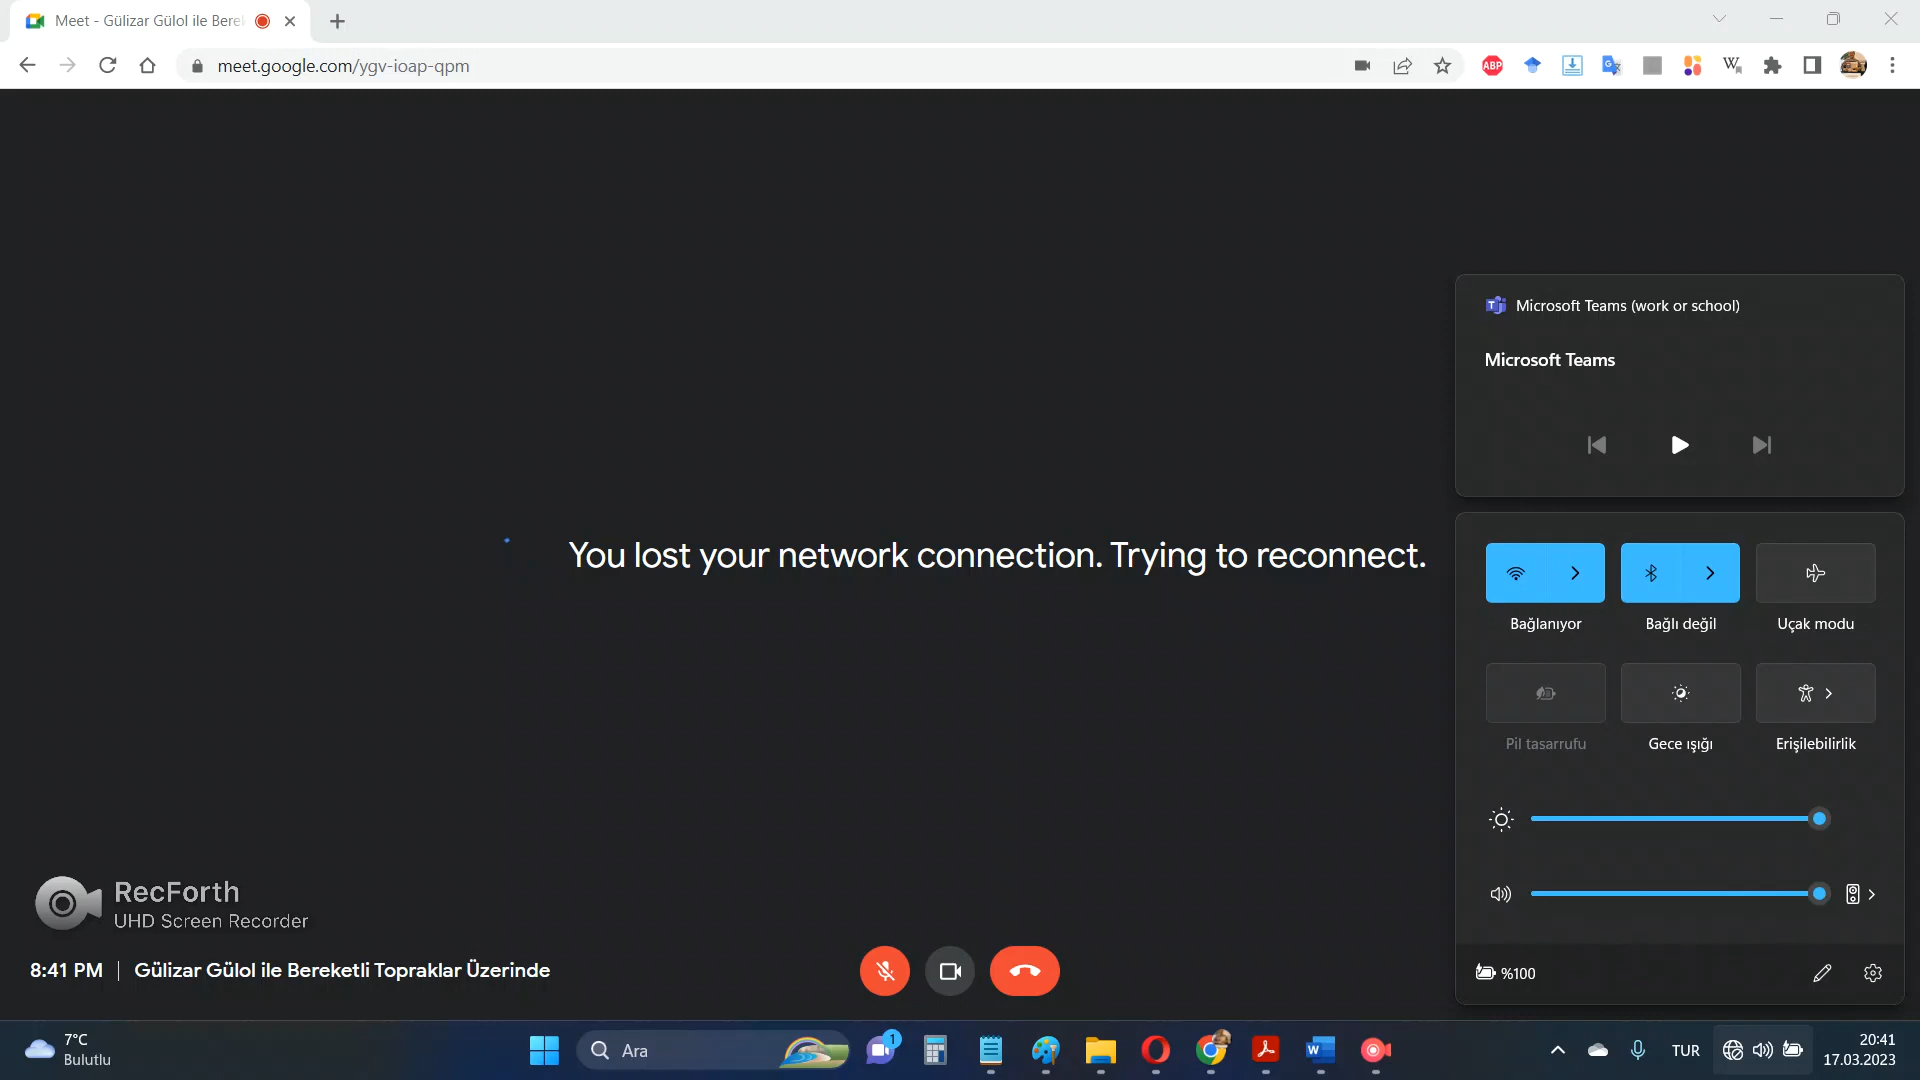 Meet - Gülizar Gülol ile Berek
meet.google.com/ygv-ioap-qpm
ABP
Microsoft Teams (work or school)
Microsoft Teams
You lost your network connection. Trying to reconnect.
Bağlanıyor
Bağlı değil
Uçak modu
Pil tasarrufu
Gece ışığı
Erişilebilirlik
RecForth
UHD Screen Recorder
8:41 PM | Gülizar Gülol ile Bereketli Topraklar Üzerinde
%100
7°C
Bulutlu
Ara
1
TUR
20:41
17.03.2023